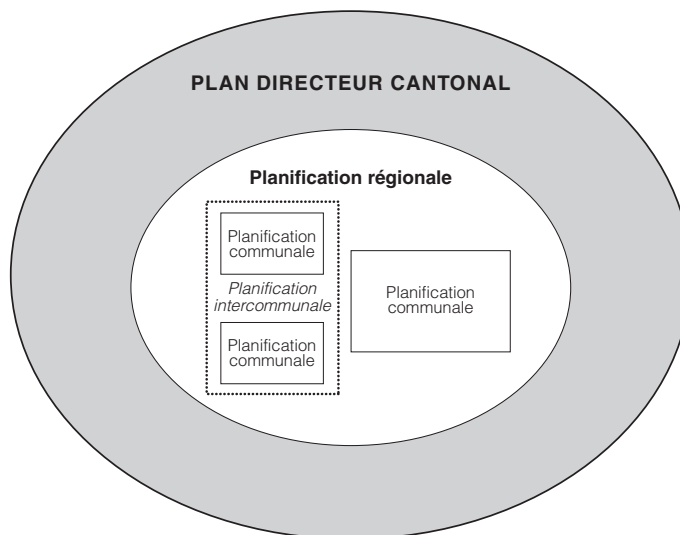 PLAN DIRECTEUR CANTONAL
Planification régionale
Planification
communale
Planification
intercommunale
Planification
communale
Planification
communale